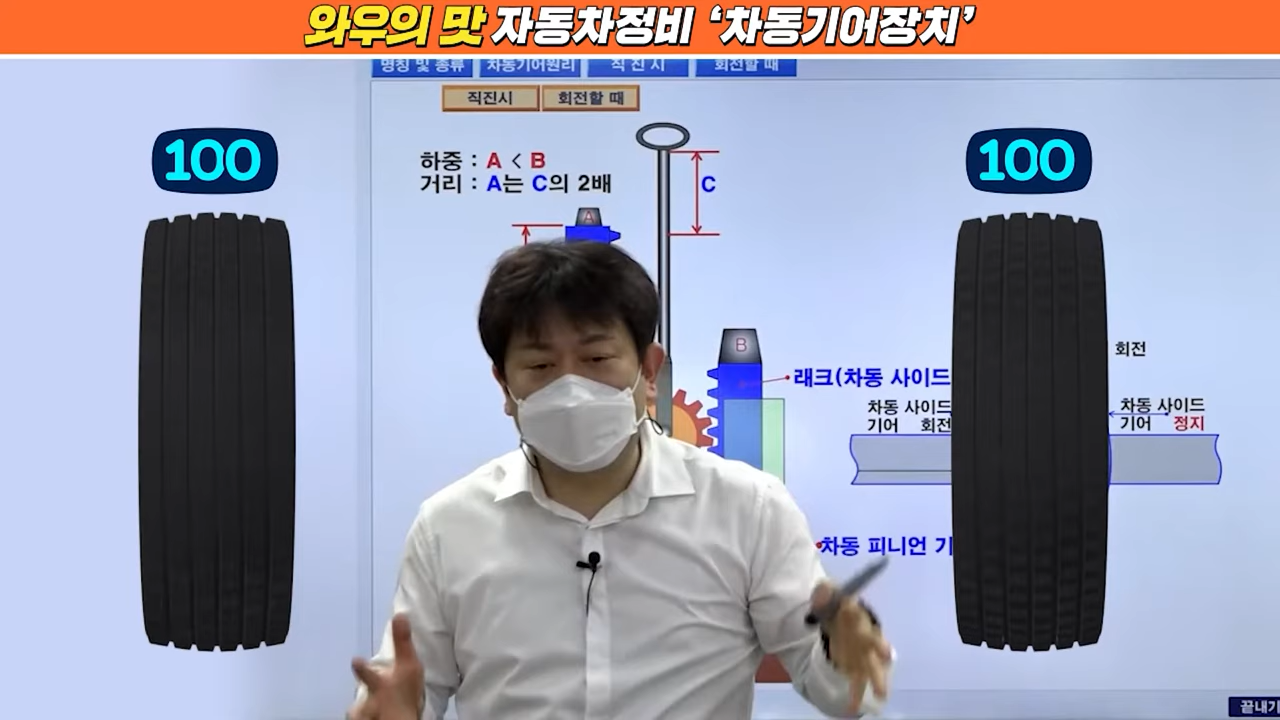 와우의 맛 자동차정비 '차동기어장치'
명칭 및 종류 차동기어원리 직 진 시 회전할 때
직진시 회전할 때
하중 : A < B
거리 : A는 C의 2배
C
A
100
100
B
회전
래크(차동 사이드
차동 사이드
기어 회전
차동 사이드
기어 정지
차동 피니언 기
끝내기